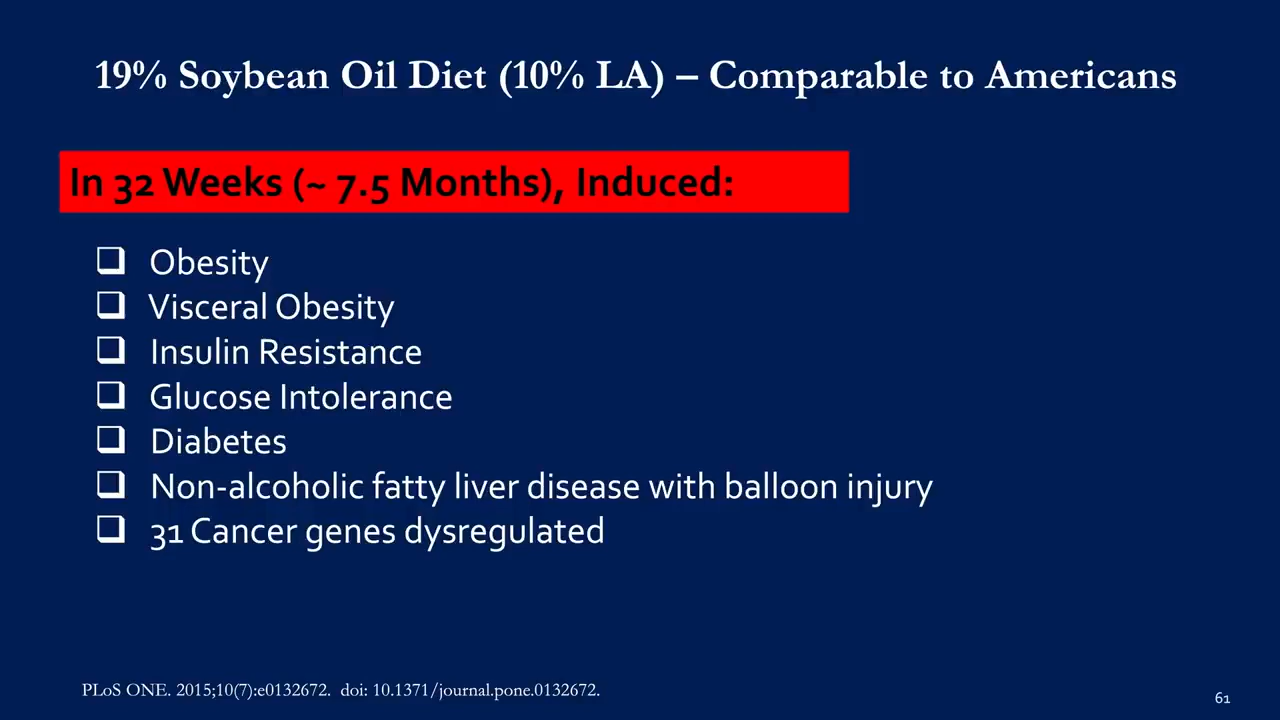 19% Soybean Oil Diet (10% LA) – Comparable to Americans
In 32 Weeks (~ 7.5 Months), Induced:
❑ Obesity
❑ Visceral Obesity
❑ Insulin Resistance
❑ Glucose Intolerance
❑ Diabetes
❑ Non-alcoholic fatty liver disease with balloon injury
❑ 31 Cancer genes dysregulated
PLoS ONE. 2015;10(7):e0132672. doi: 10.1371/journal.pone.0132672.
61